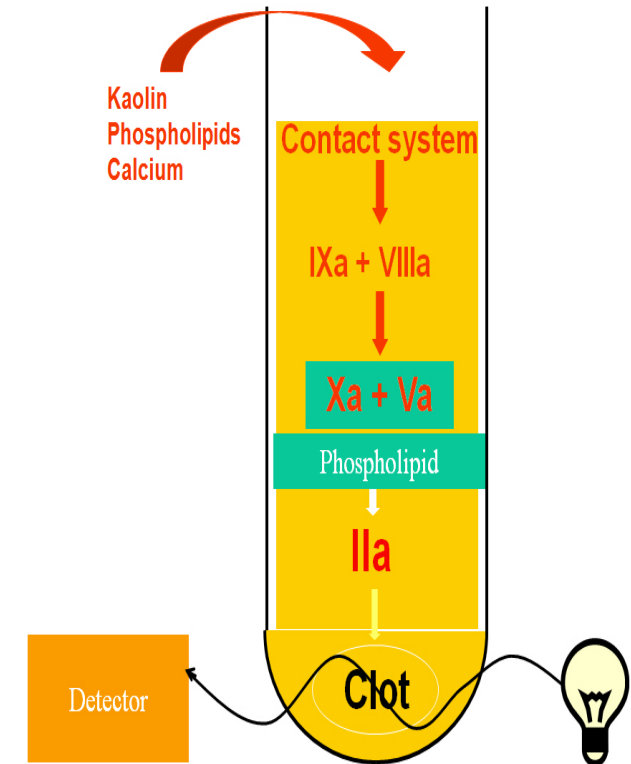 Kaolin
Phospholipids
Calcium
Contact system
IXa + VIIIa
Xa + Va
Phospholipid
IIa
Clot
Detector